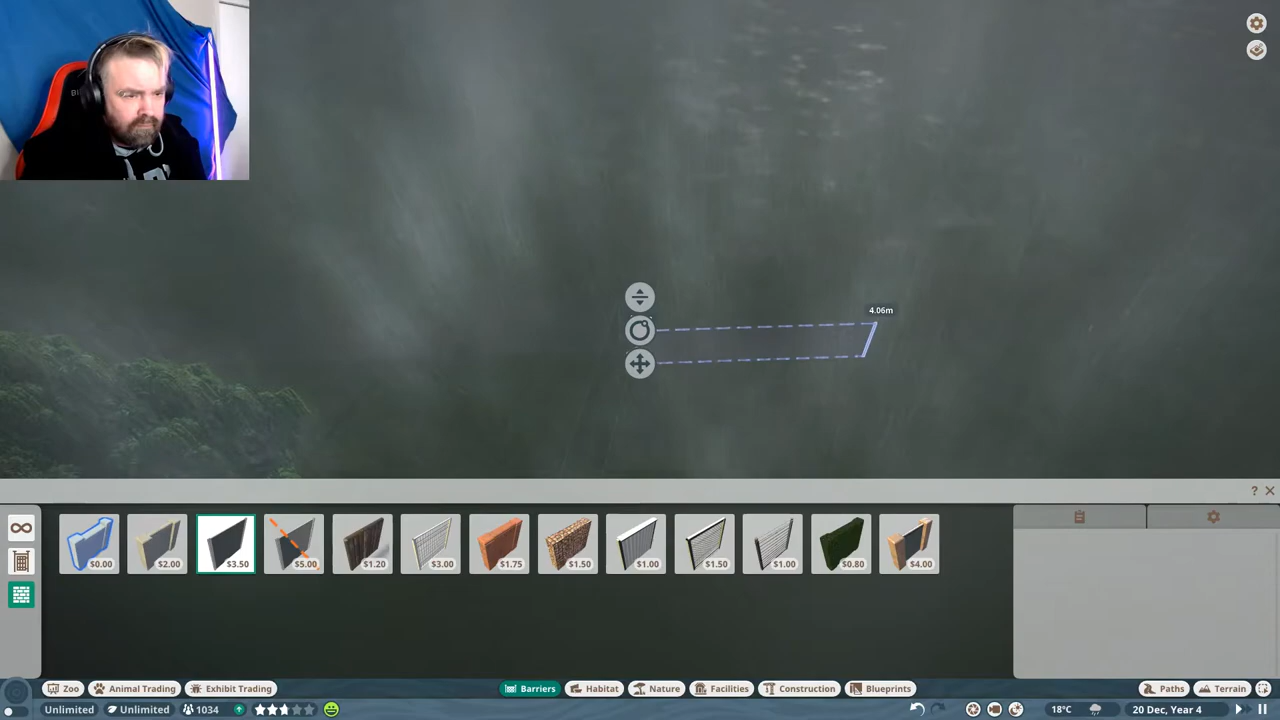 4.06m
?
$0.00
$2.00
$3.50
$5.00
$1.20
$3.00
$1.75
$1.50
$1.00
$1.50
$1.00
$0.80
$4.00
Zoo
Animal Trading
Exhibit Trading
Barriers
Habitat
Nature
Facilities
Construction
Blueprints
Paths
Terrain
Unlimited
Unlimited
1034
18°C
20 Dec, Year 4